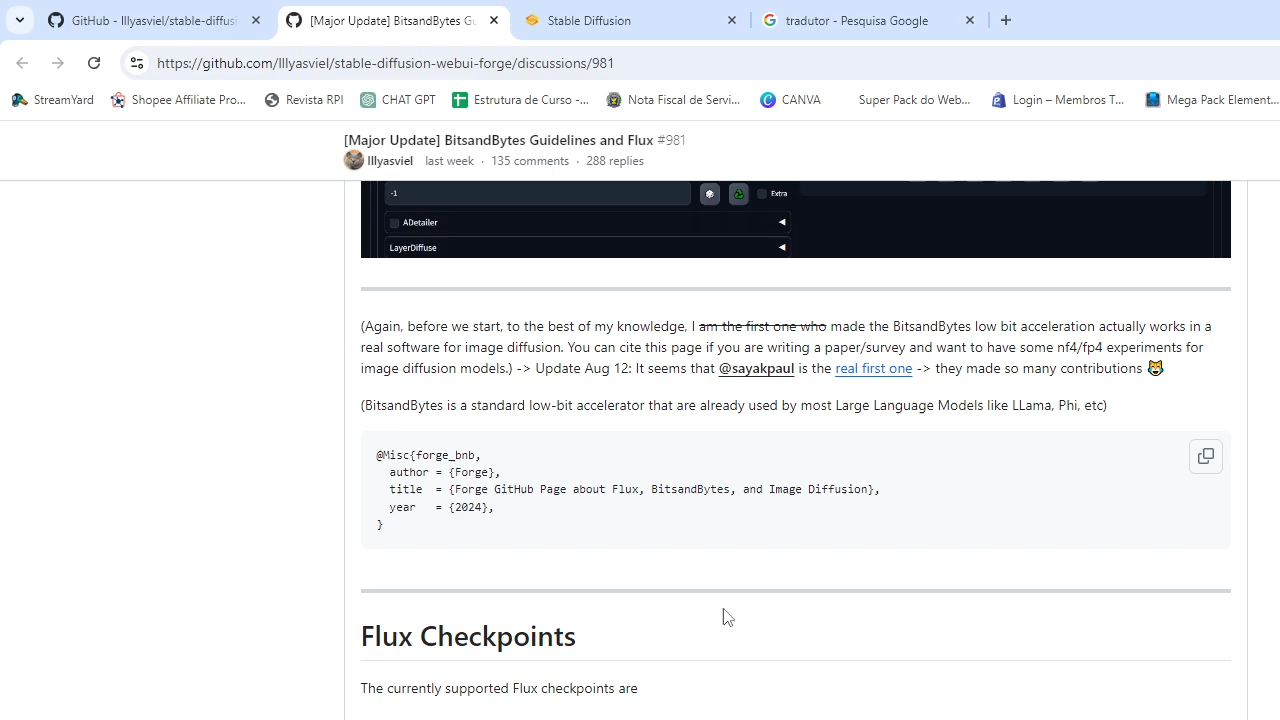 GitHub - lllyasviel/stable-diffusi
[Major Update] BitsandBytes Gu
Stable Diffusion
tradutor - Pesquisa Google
https://github.com/lllyasviel/stable-diffusion-webui-forge/discussions/981
StreamYard
Shopee Affiliate Pro...
Revista RPI
CHAT GPT
Estrutura de Curso -...
Nota Fiscal de Servi...
CANVA
Super Pack do Web...
Login – Membros T...
Mega Pack Element...
[Major Update] BitsandBytes Guidelines and Flux #981
lllyasviel last week · 135 comments · 288 replies
-1
Extra
ADetailer
LayerDiffuse
(Again, before we start, to the best of my knowledge, I am the first one who made the BitsandBytes low bit acceleration actually works in a
real software for image diffusion. You can cite this page if you are writing a paper/survey and want to have some nf4/fp4 experiments for
image diffusion models.) -> Update Aug 12: It seems that @sayakpaul is the real first one -> they made so many contributions 😹
(BitsandBytes is a standard low-bit accelerator that are already used by most Large Language Models like LLama, Phi, etc)
@Misc{forge_bnb,
author = {Forge},
title = {Forge GitHub Page about Flux, BitsandBytes, and Image Diffusion},
year = {2024},
}
Flux Checkpoints
The currently supported Flux checkpoints are